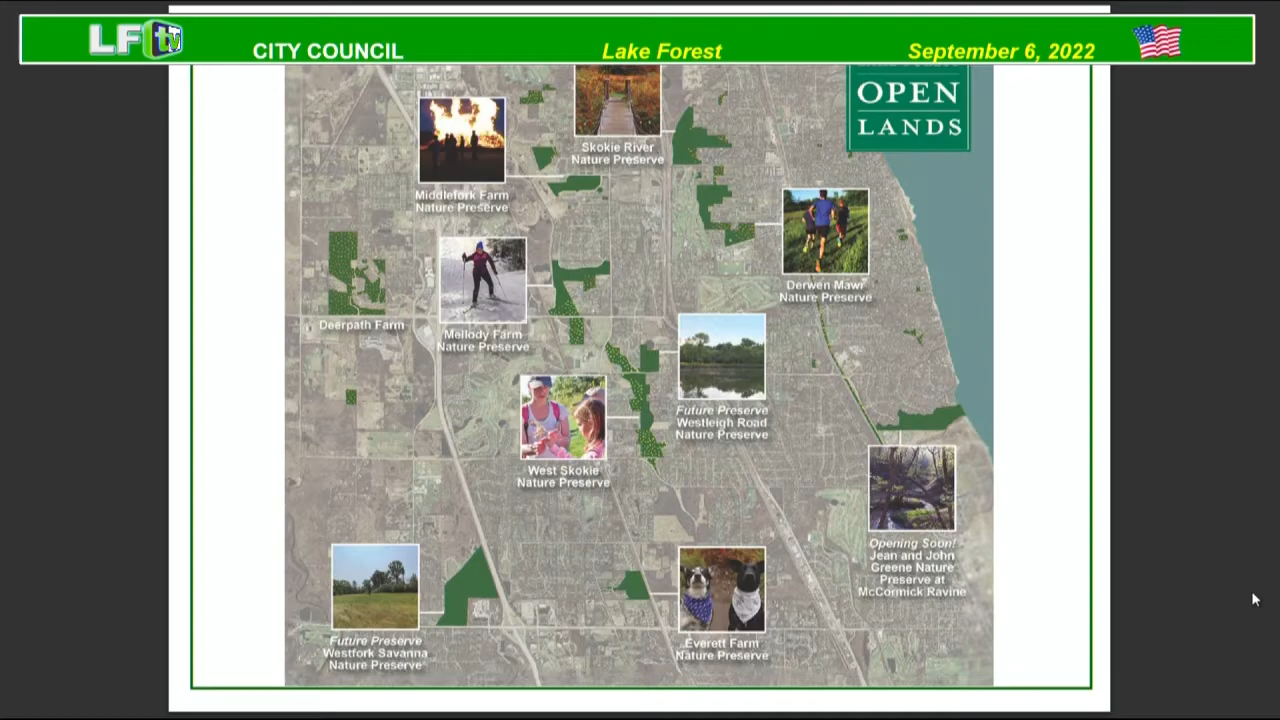 LFtv
CITY COUNCIL
Lake Forest
September 6, 2022
OPEN
LANDS
Skokie River
Nature Preserve
Middlefork Farm
Nature Preserve
Derwen Mawr
Nature Preserve
Deerpath Farm
Mellody Farm
Nature Preserve
Future Preserve
Westleigh Road
Nature Preserve
West Skokie
Nature Preserve
Opening Soon!
Jean and John
Greene Nature
Preserve at
McCormick Ravine
Future Preserve
Westfork Savanna
Nature Preserve
Everett Farm
Nature Preserve